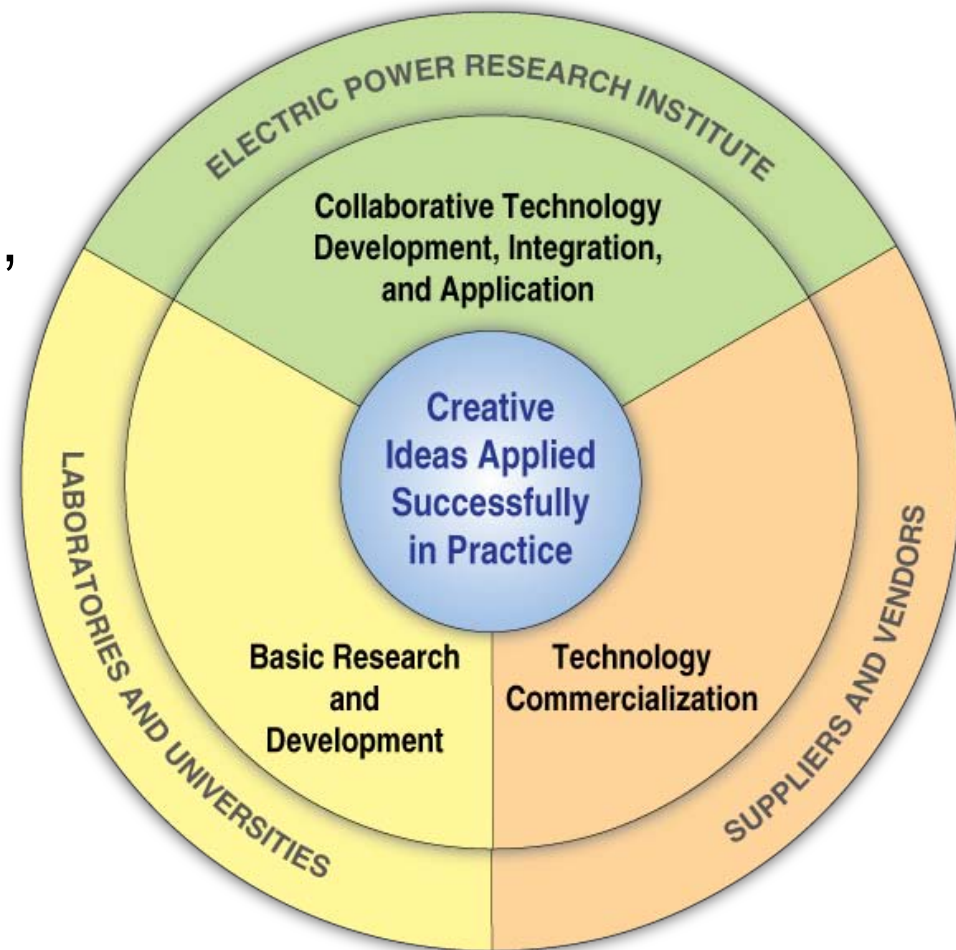 ELECTRIC POWER RESEARCH INSTITUTE
Collaborative Technology
Development, Integration,
and Application
,
Creative
Ideas Applied
Successfully
in Practice
LABORATORIES AND UNIVERSITIES
Basic Research
and
Development
Technology
Commercialization
SUPPLIERS AND VENDORS